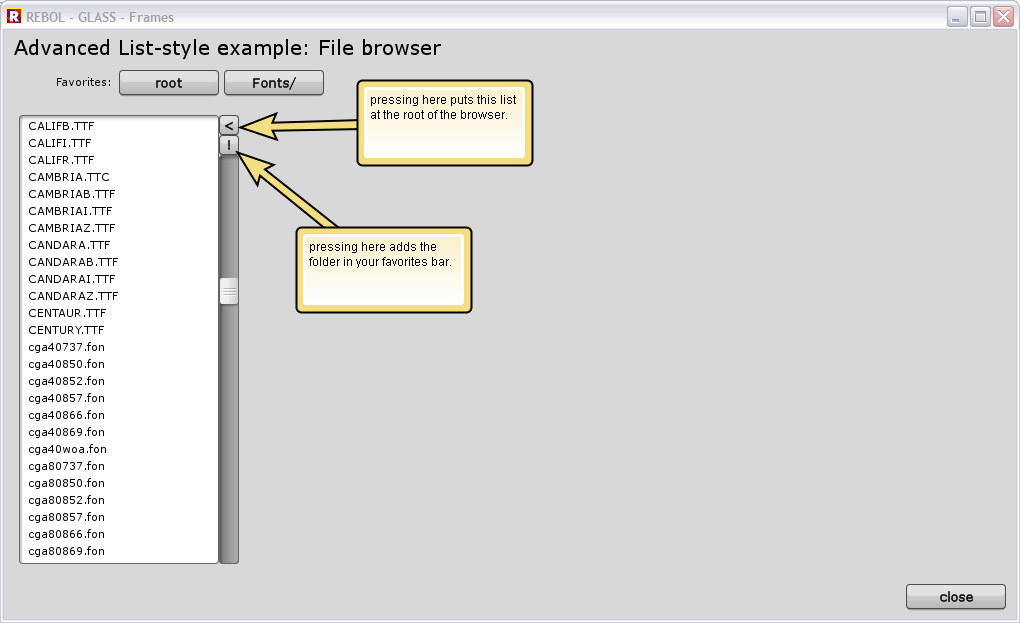 REBOL - GLASS - Frames
Advanced List-style example: File browser
Favorites: root Fonts/
pressing here puts this list
at the root of the browser.
<
!
pressing here adds the
folder in your favorites bar.
CALIFB.TTF
CALIFI.TTF
CALIFR.TTF
CAMBRIA.TTC
CAMBRIAB.TTF
CAMBRIAI.TTF
CAMBRIAZ.TTF
CANDARA.TTF
CANDARAB.TTF
CANDARAI.TTF
CANDARAZ.TTF
CENTAUR.TTF
CENTURY.TTF
cga40737.fon
cga40850.fon
cga40852.fon
cga40857.fon
cga40866.fon
cga40869.fon
cga40woa.fon
cga80737.fon
cga80850.fon
cga80852.fon
cga80857.fon
cga80866.fon
cga80869.fon
close